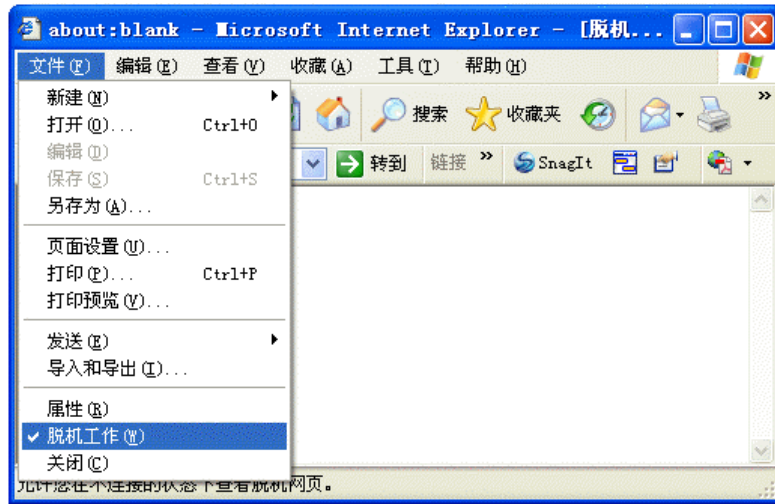 about:blank - Microsoft Internet Explorer - [脱机...
文件(F) 编辑(E) 查看(V) 收藏(A) 工具(T) 帮助(H)
搜索 收藏夹 »
转到 链接 » SnagIt
新建(N)
打开(O)... Ctrl+O
编辑(D)
保存(S) Ctrl+S
另存为(A)...
页面设置(U)...
打印(P)... Ctrl+P
打印预览(V)...
发送(E)
导入和导出(I)...
属性(R)
脱机工作(W)
关闭(C)
允许您在不连接的状态下查看脱机网页。